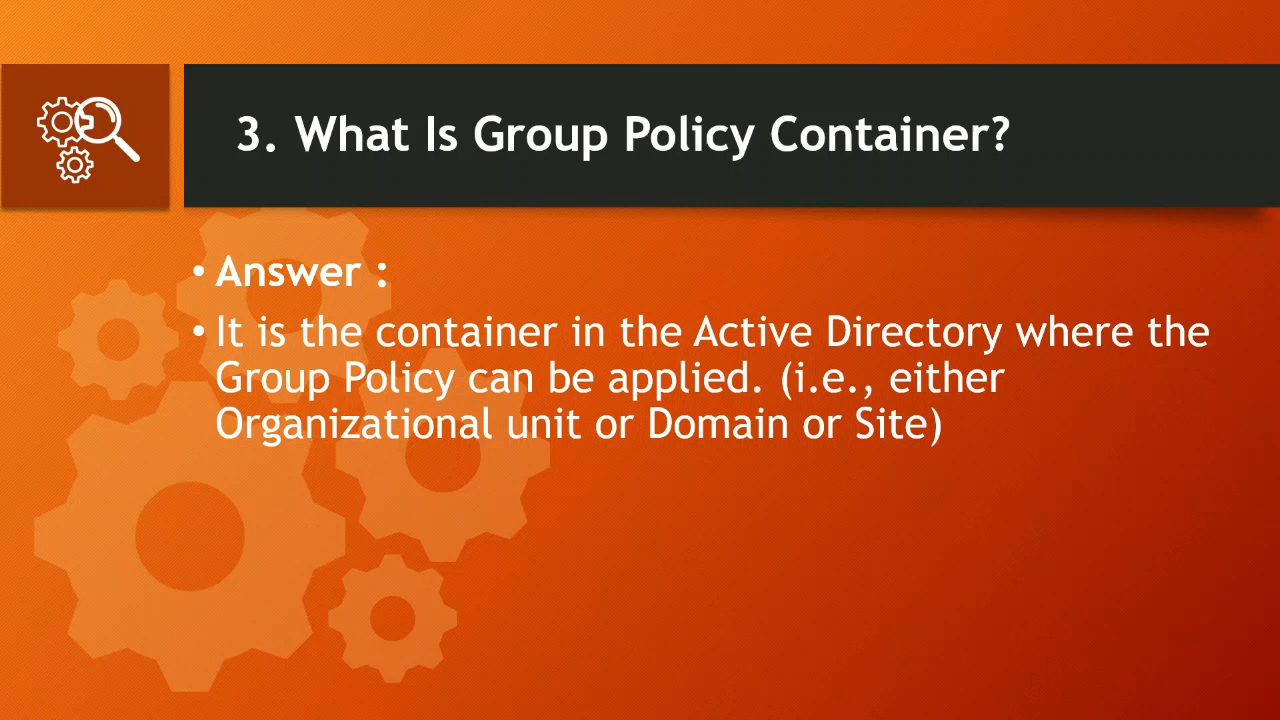 3. What Is Group Policy Container?
• Answer :
• It is the container in the Active Directory where the
Group Policy can be applied. (i.e., either
Organizational unit or Domain or Site)